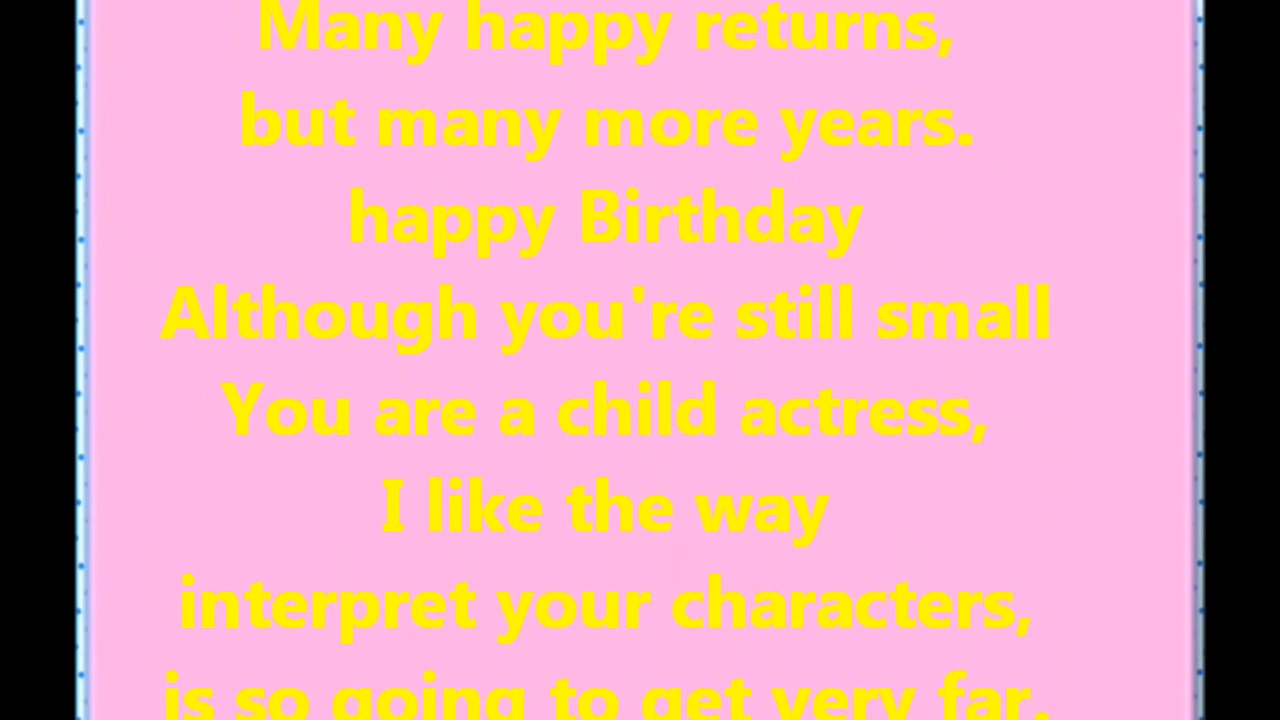 Many happy returns,
but many more years.
happy Birthday
Although you're still small
You are a child actress,
I like the way
interpret your characters,
is so going to get very far.